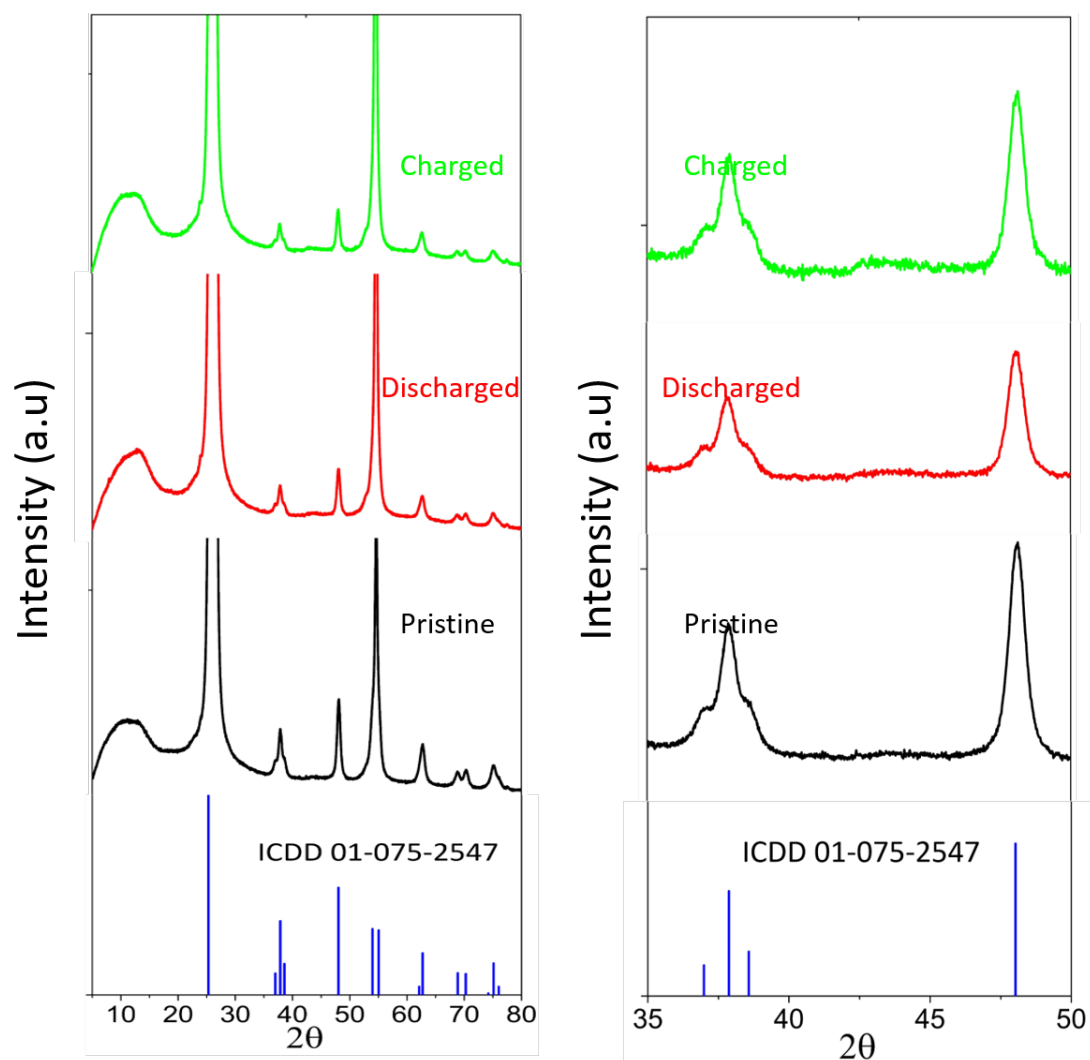 Intensity (a.u)
Charged
Discharged
Pristine
ICDD 01-075-2547
10 20 30 40 50 60 70 80
2θ
Intensity (a.u)
Charged
Discharged
Pristine
ICDD 01-075-2547
35 40 45 50
2θ